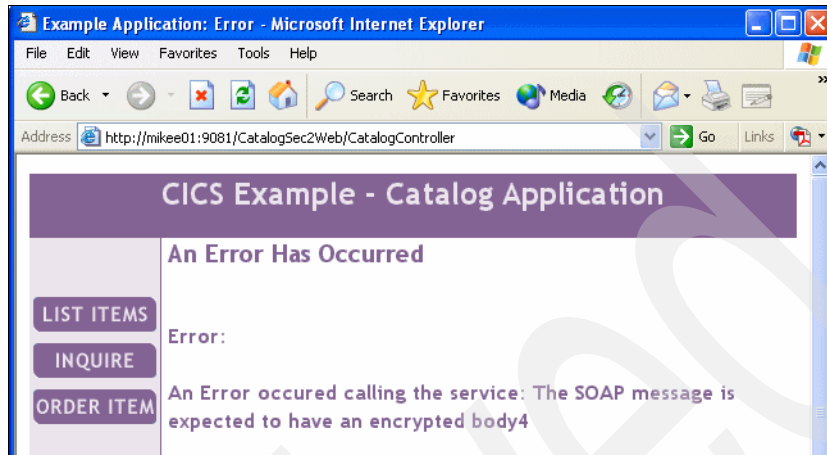 Example Application: Error - Microsoft Internet Explorer
File Edit View Favorites Tools Help
Back Search Favorites Media
Address http://mikee01:9081/CatalogSec2Web/CatalogController Go Links
CICS Example - Catalog Application
An Error Has Occurred
LIST ITEMS
Error:
INQUIRE
An Error occured calling the service: The SOAP message is
ORDER ITEM
expected to have an encrypted body4